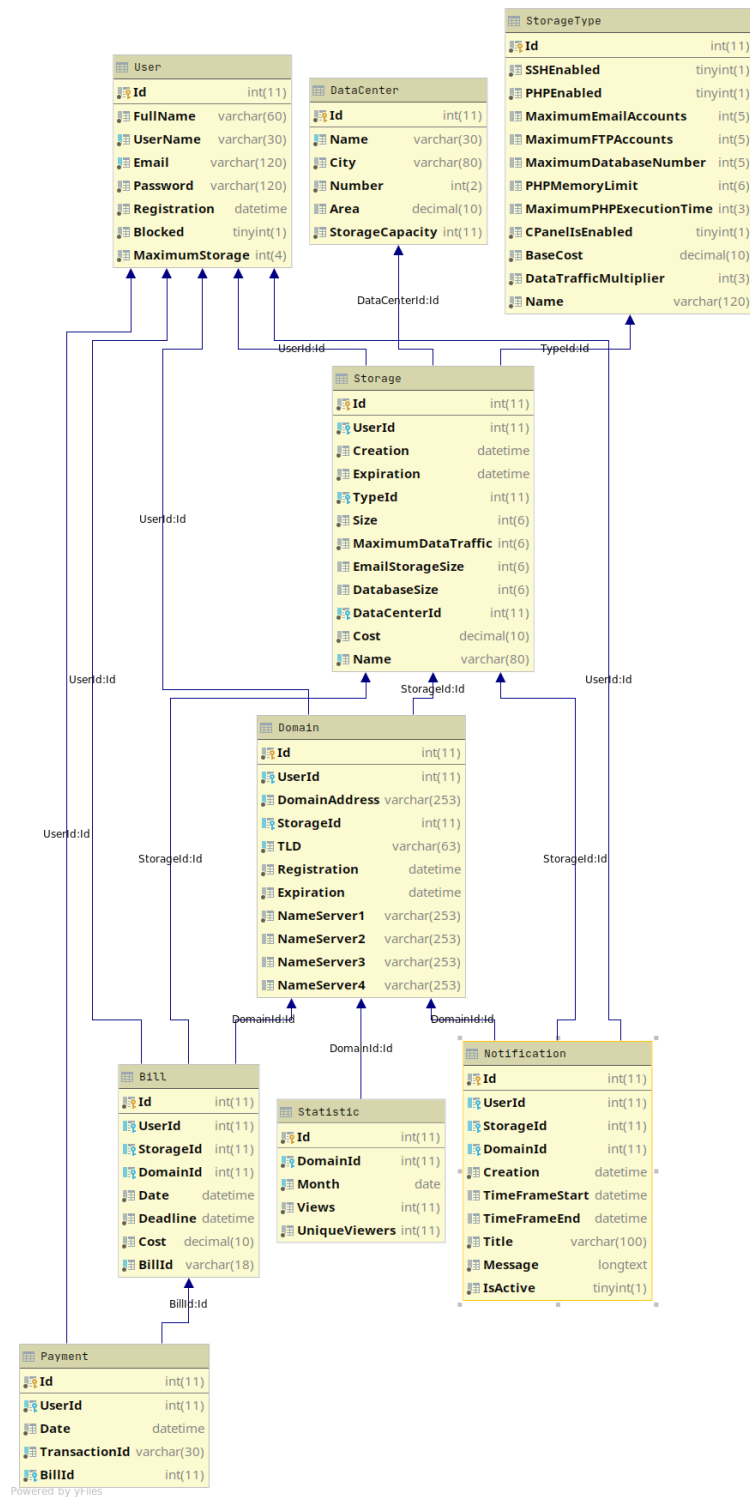 StorageType
Id int(11)
SSHEnabled tinyint(1)
PHPEnabled tinyint(1)
MaximumEmailAccounts int(5)
MaximumFTPAccounts int(5)
MaximumDatabaseNumber int(5)
PHPMemoryLimit int(6)
MaximumPHPExecutionTime int(3)
CPanelIsEnabled tinyint(1)
BaseCost decimal(10)
DataTrafficMultiplier int(3)
Name varchar(120)
User
Id int(11)
FullName varchar(60)
UserName varchar(30)
Email varchar(120)
Password varchar(120)
Registration datetime
Blocked tinyint(1)
MaximumStorage int(4)
DataCenter
Id int(11)
Name varchar(30)
City varchar(80)
Number int(2)
Area decimal(10)
StorageCapacity int(11)
DataCenterId:Id
UserId:Id
TypeId:Id
Storage
Id int(11)
UserId int(11)
Creation datetime
Expiration datetime
TypeId int(11)
Size int(6)
MaximumDataTraffic int(6)
EmailStorageSize int(6)
DatabaseSize int(6)
DataCenterId int(11)
Cost decimal(10)
Name varchar(80)
UserId:Id
UserId:Id
StorageId:Id
UserId:Id
Domain
Id int(11)
UserId int(11)
DomainAddress varchar(253)
StorageId int(11)
TLD varchar(63)
Registration datetime
Expiration datetime
NameServer1 varchar(253)
NameServer2 varchar(253)
NameServer3 varchar(253)
NameServer4 varchar(253)
UserId:Id
StorageId:Id
StorageId:Id
DomainId:Id
DomainId:Id
DomainId:Id
Bill
Id int(11)
UserId int(11)
StorageId int(11)
DomainId int(11)
Date datetime
Deadline datetime
Cost decimal(10)
BillId varchar(18)
Statistic
Id int(11)
DomainId int(11)
Month date
Views int(11)
UniqueViewers int(11)
Notification
Id int(11)
UserId int(11)
StorageId int(11)
DomainId int(11)
Creation datetime
TimeFrameStart datetime
TimeFrameEnd datetime
Title varchar(100)
Message longtext
IsActive tinyint(1)
BillId:Id
Payment
Id int(11)
UserId int(11)
Date datetime
TransactionId varchar(30)
BillId int(11)
Powered by yFiles